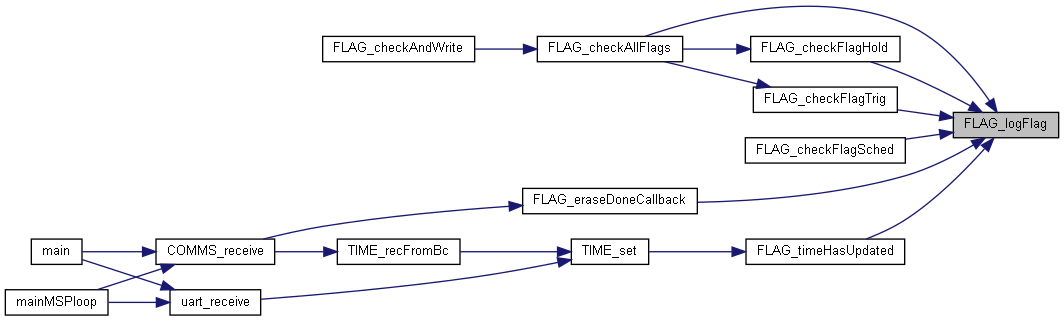 FLAG_checkAndWrite
FLAG_checkAllFlags
FLAG_checkFlagHold
FLAG_checkFlagTrig
FLAG_logFlag
FLAG_checkFlagSched
FLAG_eraseDoneCallback
main
COMMS_receive
TIME_recFromBc
TIME_set
FLAG_timeHasUpdated
mainMSPloop
uart_receive